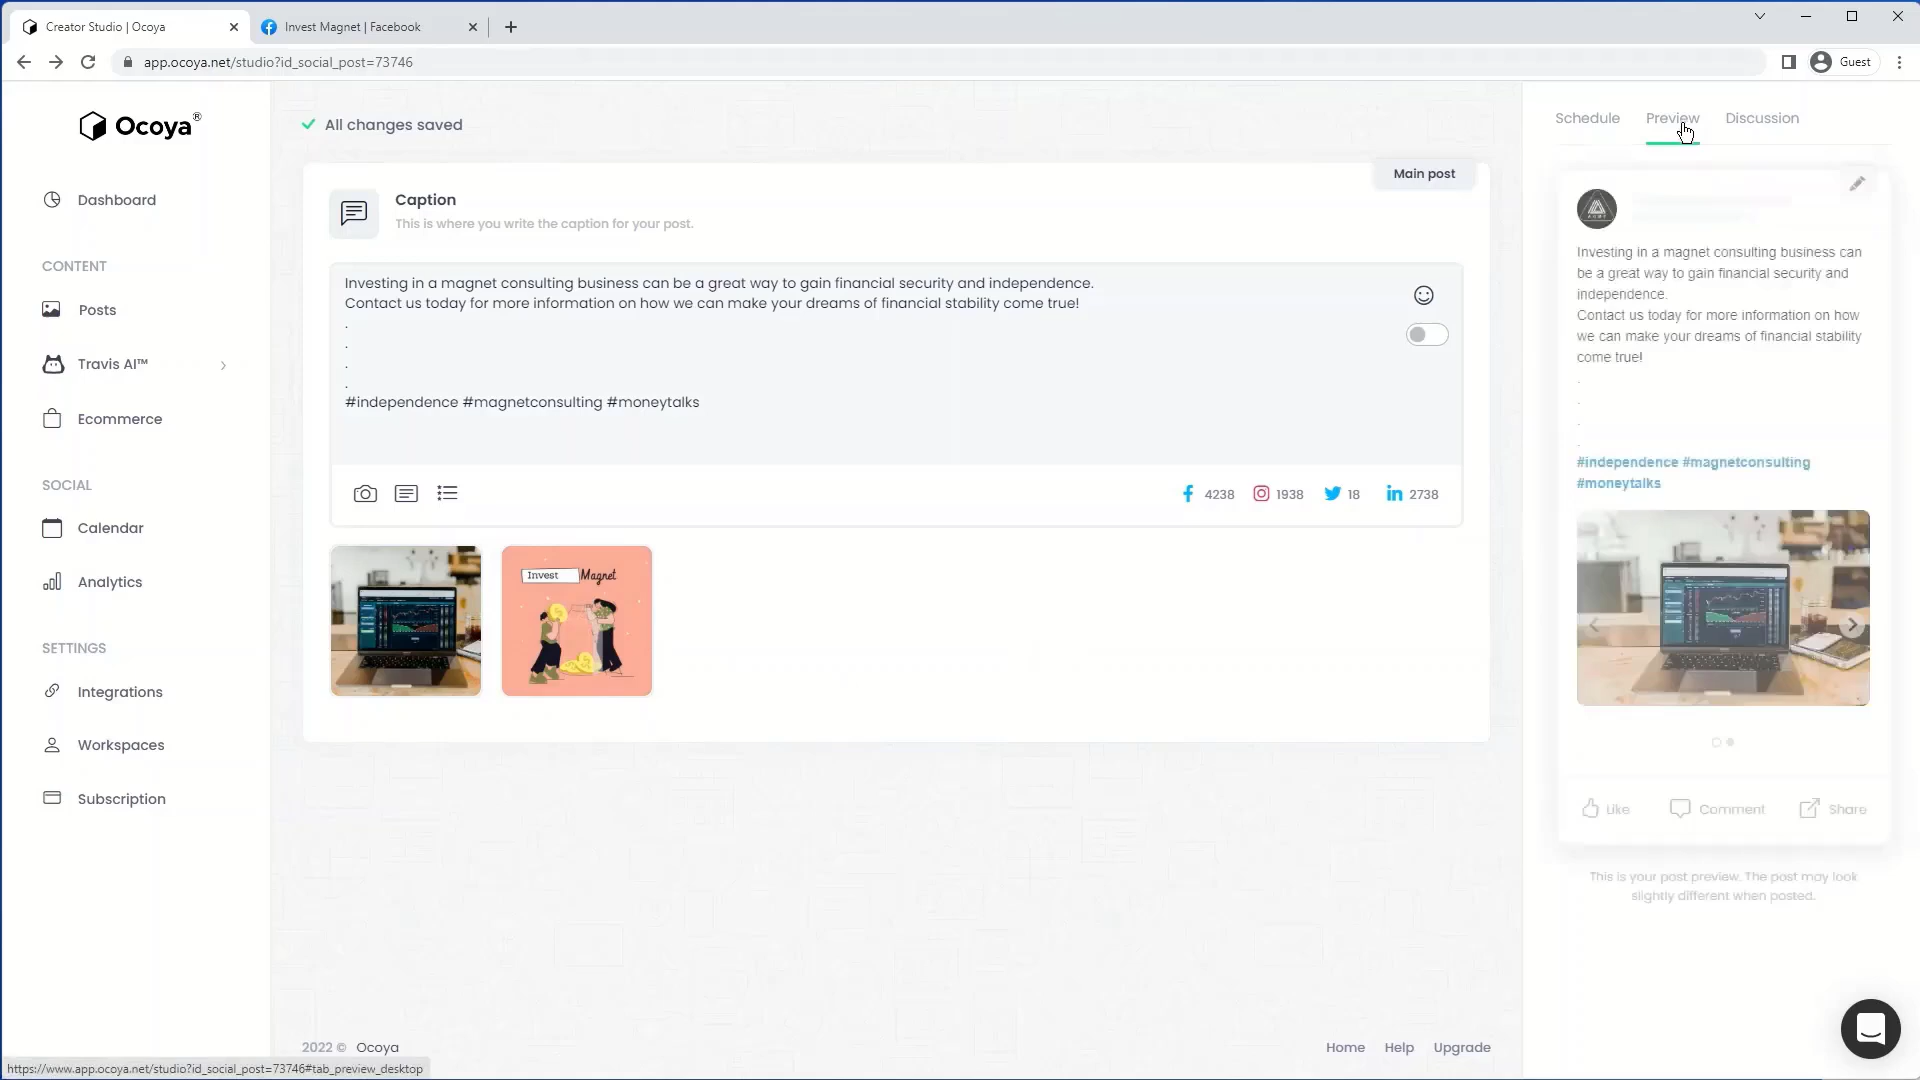 Creator Studio | Ocoya
Invest Magnet | Facebook
app.ocoya.net/studio?id_social_post=73746
Guest
Ocoya®
Dashboard
CONTENT
Posts
Travis AI™
Ecommerce
SOCIAL
Calendar
Analytics
SETTINGS
Integrations
Workspaces
Subscription
All changes saved
Main post
Caption
This is where you write the caption for your post.
Investing in a magnet consulting business can be a great way to gain financial security and independence.
Contact us today for more information on how we can make your dreams of financial stability come true!
.
.
.
.
#independence #magnetconsulting #moneytalks
4238 1938 18 2738
Invest Magnet
2022 © Ocoya
Home Help Upgrade
Schedule Preview Discussion
Investing in a magnet consulting business can
be a great way to gain financial security and
independence.
Contact us today for more information on how
we can make your dreams of financial stability
come true!
.
.
.
.
#independence #magnetconsulting
#moneytalks
Like Comment Share
This is your post preview. The post may look
slightly different when posted.
https://www.app.ocoya.net/studio?id_social_post=73746#tab_preview_desktop